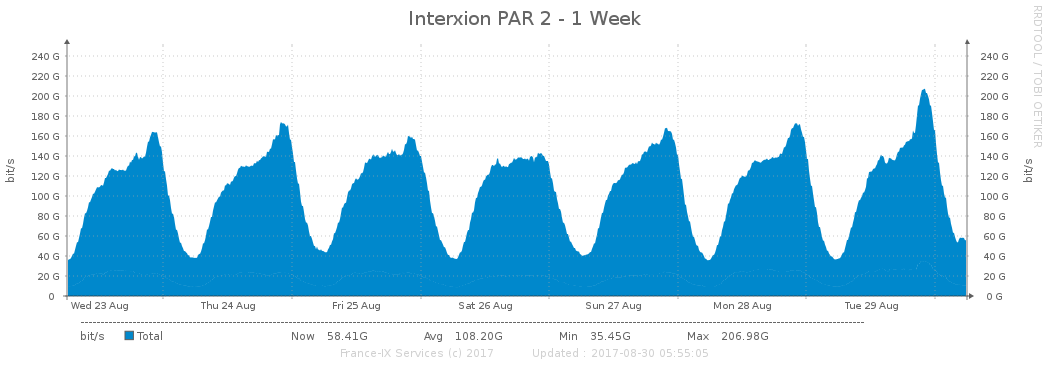 Interxion PAR 2 - 1 Week
RRDTOOL / TOBI OETIKER
240 G 240 G
220 G 220 G
200 G 200 G
180 G 180 G
160 G 160 G
140 G 140 G
120 G 120 G
100 G 100 G
80 G 80 G
60 G 60 G
40 G 40 G
20 G 20 G
0 0 G
bit/s bit/s
Wed 23 Aug Thu 24 Aug Fri 25 Aug Sat 26 Aug Sun 27 Aug Mon 28 Aug Tue 29 Aug
bit/s Total Now 58.41G Avg 108.20G Min 35.45G Max 206.98G
France-IX Services (c) 2017 Updated : 2017-08-30 05:55:05